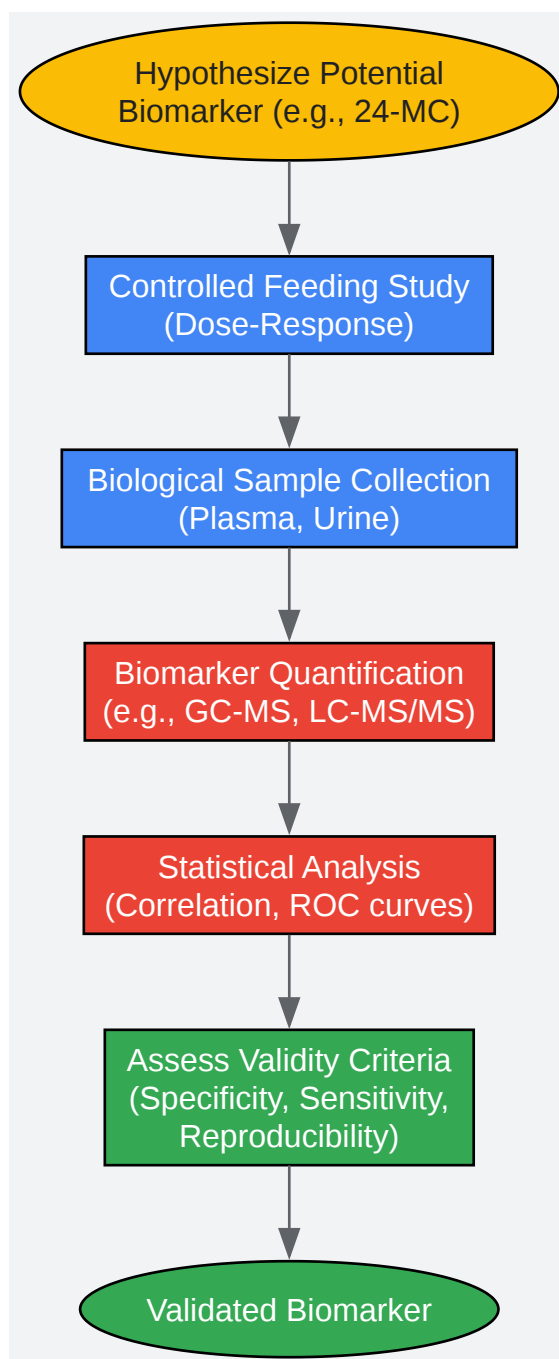 Hypothesize Potential
Biomarker (e.g., 24-MC)
Controlled Feeding Study
(Dose-Response)
Biological Sample Collection
(Plasma, Urine)
Biomarker Quantification
(e.g., GC-MS, LC-MS/MS)
Statistical Analysis
(Correlation, ROC curves)
Assess Validity Criteria
(Specificity, Sensitivity,
Reproducibility)
Validated Biomarker